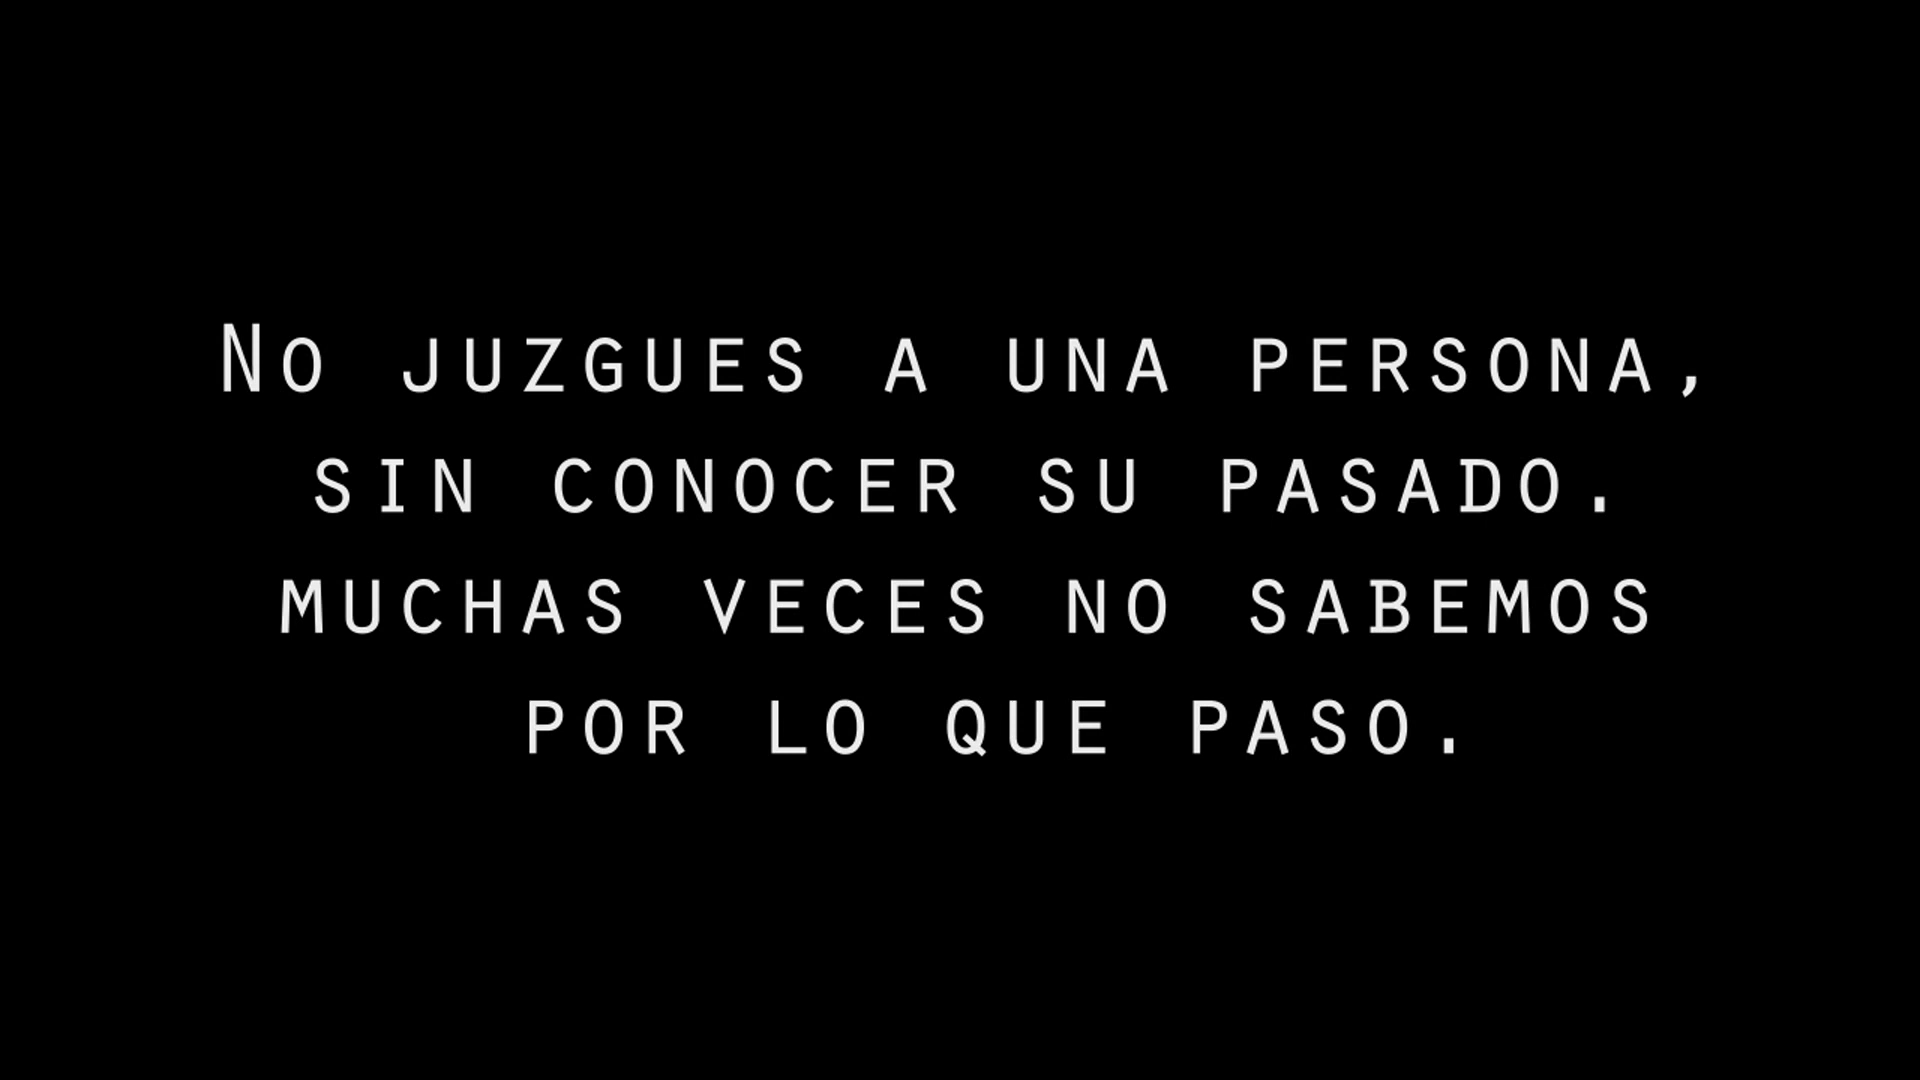 No juzgues a una persona,
sin conocer su pasado.
muchas veces no sabemos
por lo que paso.